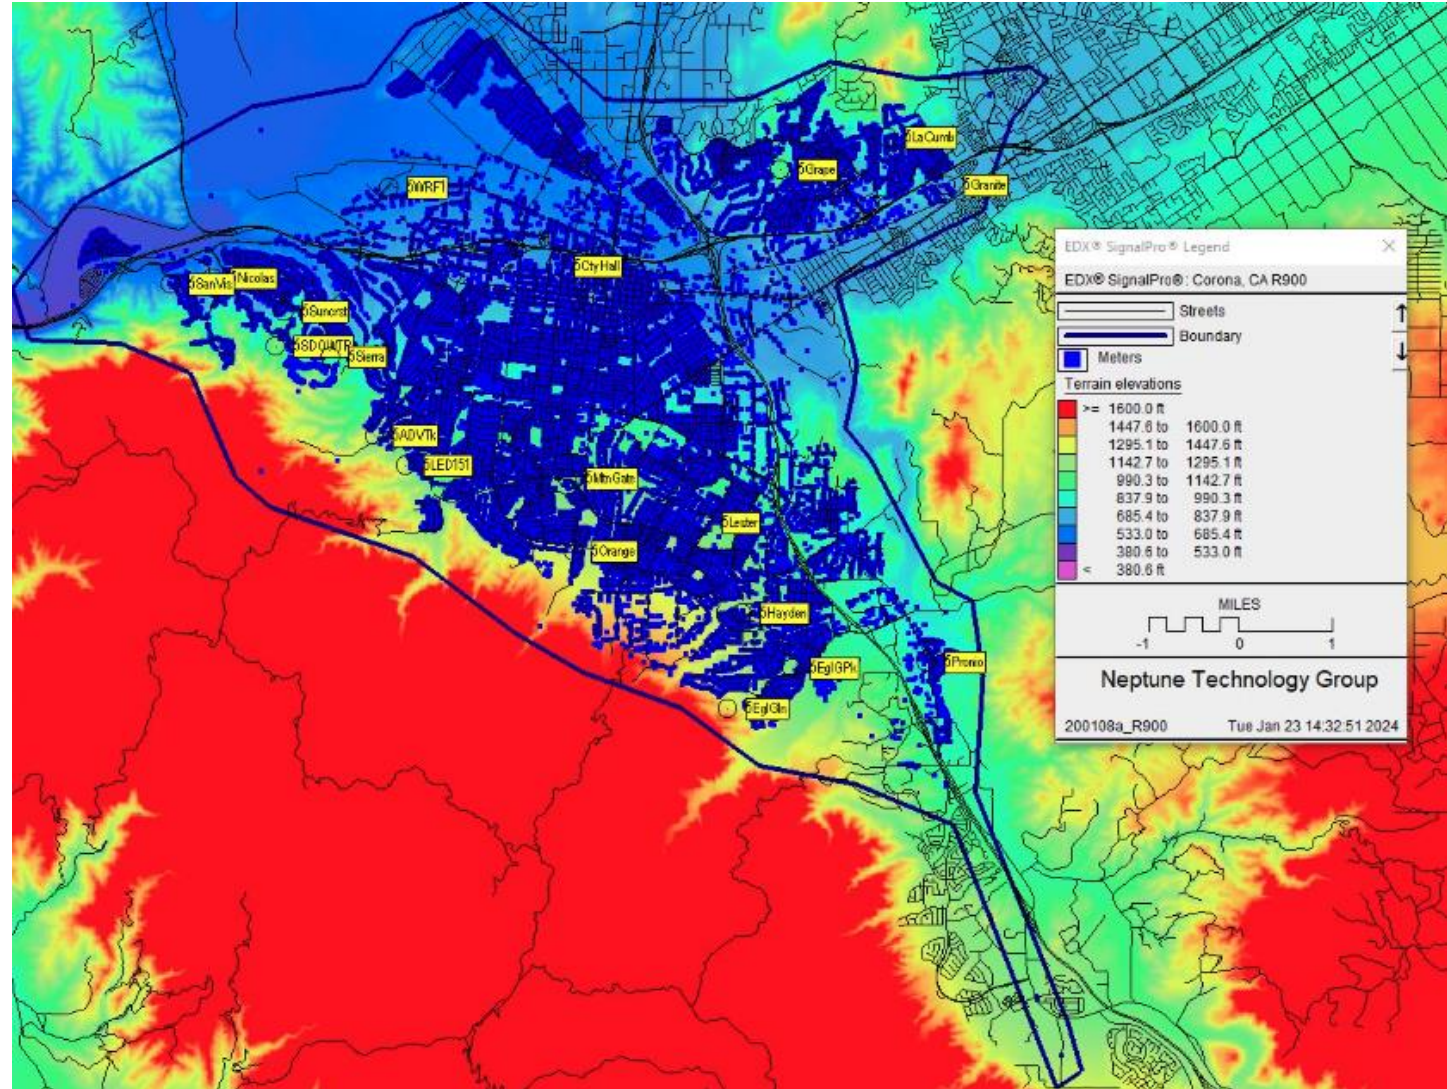 5LaCumb
5Grape
5WRF1
5Granite
5CtyHall
5SanVis
5Nicolas
5Suncrst
5Sierra
5ADVTk
5LED151
5MtnGate
5Lester
5Orange
5Hayden
5EglGPk
5Promo
5EglGln
EDX® SignalPro® Legend
EDX® SignalPro®: Corona, CA R900
Streets
Boundary
Meters
Terrain elevations
>= 1600.0 ft
1447.6 to 1600.0 ft
1295.1 to 1447.6 ft
1142.7 to 1295.1 ft
990.3 to 1142.7 ft
837.9 to 990.3 ft
685.4 to 837.9 ft
533.0 to 685.4 ft
380.6 to 533.0 ft
< 380.6 ft
MILES
-1 0 1
Neptune Technology Group
200108a_R900 Tue Jan 23 14:32:51 2024